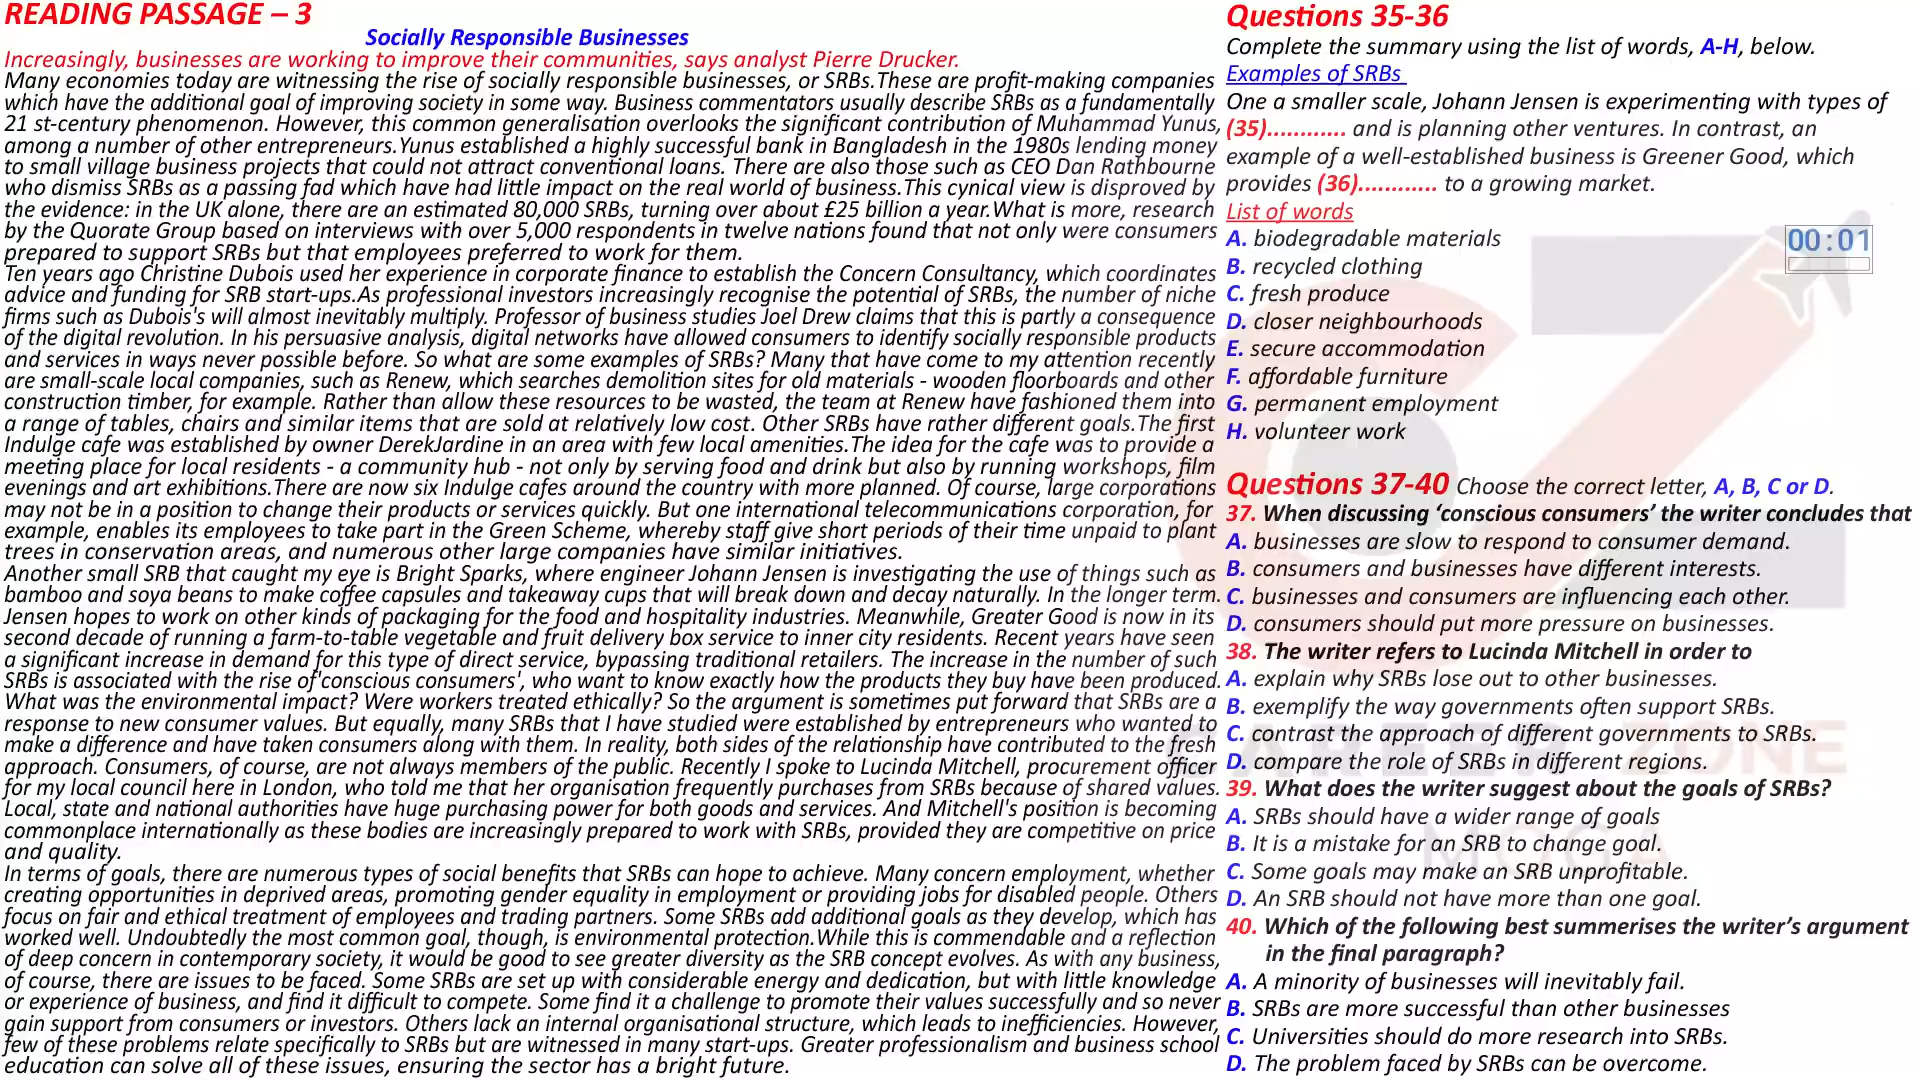 READING PASSAGE – 3
Socially Responsible Businesses
Increasingly, businesses are working to improve their communities, says analyst Pierre Drucker.
Many economies today are witnessing the rise of socially responsible businesses, or SRBs.These are profit-making companies
which have the additional goal of improving society in some way. Business commentators usually describe SRBs as a fundamentally
21 st-century phenomenon. However, this common generalisation overlooks the significant contribution of Muhammad Yunus,
among a number of other entrepreneurs.Yunus established a highly successful bank in Bangladesh in the 1980s lending money
to small village business projects that could not attract conventional loans. There are also those such as CEO Dan Rathbourne
who dismiss SRBs as a passing fad which have had little impact on the real world of business.This cynical view is disproved by
the evidence: in the UK alone, there are an estimated 80,000 SRBs, turning over about £25 billion a year.What is more, research
by the Quorate Group based on interviews with over 5,000 respondents in twelve nations found that not only were consumers
prepared to support SRBs but that employees preferred to work for them.
Ten years ago Christine Dubois used her experience in corporate finance to establish the Concern Consultancy, which coordinates
advice and funding for SRB start-ups.As professional investors increasingly recognise the potential of SRBs, the number of niche
firms such as Dubois's will almost inevitably multiply. Professor of business studies Joel Drew claims that this is partly a consequence
of the digital revolution. In his persuasive analysis, digital networks have allowed consumers to identify socially responsible products
and services in ways never possible before. So what are some examples of SRBs? Many that have come to my attention recently
are small-scale local companies, such as Renew, which searches demolition sites for old materials - wooden floorboards and other
construction timber, for example. Rather than allow these resources to be wasted, the team at Renew have fashioned them into
a range of tables, chairs and similar items that are sold at relatively low cost. Other SRBs have rather different goals.The first
Indulge cafe was established by owner DerekJardine in an area with few local amenities.The idea for the cafe was to provide a
meeting place for local residents - a community hub - not only by serving food and drink but also by running workshops, film
evenings and art exhibitions.There are now six Indulge cafes around the country with more planned. Of course, large corporations
may not be in a position to change their products or services quickly. But one international telecommunications corporation, for
example, enables its employees to take part in the Green Scheme, whereby staff give short periods of their time unpaid to plant
trees in conservation areas, and numerous other large companies have similar initiatives.
Another small SRB that caught my eye is Bright Sparks, where engineer Johann Jensen is investigating the use of things such as
bamboo and soya beans to make coffee capsules and takeaway cups that will break down and decay naturally. In the longer term.
Jensen hopes to work on other kinds of packaging for the food and hospitality industries. Meanwhile, Greater Good is now in its
second decade of running a farm-to-table vegetable and fruit delivery box service to inner city residents. Recent years have seen
a significant increase in demand for this type of direct service, bypassing traditional retailers. The increase in the number of such
SRBs is associated with the rise of'conscious consumers', who want to know exactly how the products they buy have been produced.
What was the environmental impact? Were workers treated ethically? So the argument is sometimes put forward that SRBs are a
response to new consumer values. But equally, many SRBs that I have studied were established by entrepreneurs who wanted to
make a difference and have taken consumers along with them. In reality, both sides of the relationship have contributed to the fresh
approach. Consumers, of course, are not always members of the public. Recently I spoke to Lucinda Mitchell, procurement officer
for my local council here in London, who told me that her organisation frequently purchases from SRBs because of shared values.
Local, state and national authorities have huge purchasing power for both goods and services. And Mitchell's position is becoming
commonplace internationally as these bodies are increasingly prepared to work with SRBs, provided they are competitive on price
and quality.
In terms of goals, there are numerous types of social benefits that SRBs can hope to achieve. Many concern employment, whether
creating opportunities in deprived areas, promoting gender equality in employment or providing jobs for disabled people. Others
focus on fair and ethical treatment of employees and trading partners. Some SRBs add additional goals as they develop, which has
worked well. Undoubtedly the most common goal, though, is environmental protection.While this is commendable and a reflection
of deep concern in contemporary society, it would be good to see greater diversity as the SRB concept evolves. As with any business,
of course, there are issues to be faced. Some SRBs are set up with considerable energy and dedication, but with little knowledge
or experience of business, and find it difficult to compete. Some find it a challenge to promote their values successfully and so never
gain support from consumers or investors. Others lack an internal organisational structure, which leads to inefficiencies. However,
few of these problems relate specifically to SRBs but are witnessed in many start-ups. Greater professionalism and business school
education can solve all of these issues, ensuring the sector has a bright future.
Questions 35-36
Complete the summary using the list of words, A-H, below.
Examples of SRBs
One a smaller scale, Johann Jensen is experimenting with types of
(35)............ and is planning other ventures. In contrast, an
example of a well-established business is Greener Good, which
provides (36)............ to a growing market.
List of words
A. biodegradable materials
B. recycled clothing
C. fresh produce
D. closer neighbourhoods
E. secure accommodation
F. affordable furniture
G. permanent employment
H. volunteer work
00:01
Questions 37-40 Choose the correct letter, A, B, C or D.
37. When discussing ‘conscious consumers’ the writer concludes that
A. businesses are slow to respond to consumer demand.
B. consumers and businesses have different interests.
C. businesses and consumers are influencing each other.
D. consumers should put more pressure on businesses.
38. The writer refers to Lucinda Mitchell in order to
A. explain why SRBs lose out to other businesses.
B. exemplify the way governments often support SRBs.
C. contrast the approach of different governments to SRBs.
D. compare the role of SRBs in different regions.
39. What does the writer suggest about the goals of SRBs?
A. SRBs should have a wider range of goals
B. It is a mistake for an SRB to change goal.
C. Some goals may make an SRB unprofitable.
D. An SRB should not have more than one goal.
40. Which of the following best summerises the writer’s argument
in the final paragraph?
A. A minority of businesses will inevitably fail.
B. SRBs are more successful than other businesses
C. Universities should do more research into SRBs.
D. The problem faced by SRBs can be overcome.
CAREER ZONE
MOGA